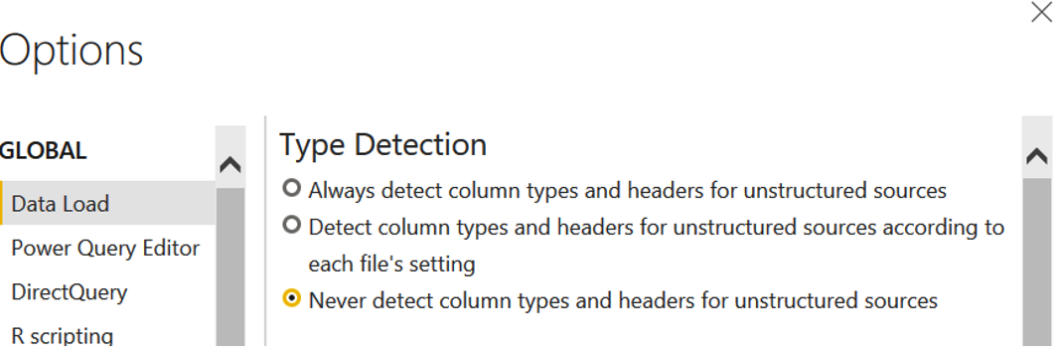 Options
GLOBAL
Data Load
Power Query Editor
DirectQuery
R scripting
Type Detection
Always detect column types and headers for unstructured sources
Detect column types and headers for unstructured sources according to
each file's setting
Never detect column types and headers for unstructured sources